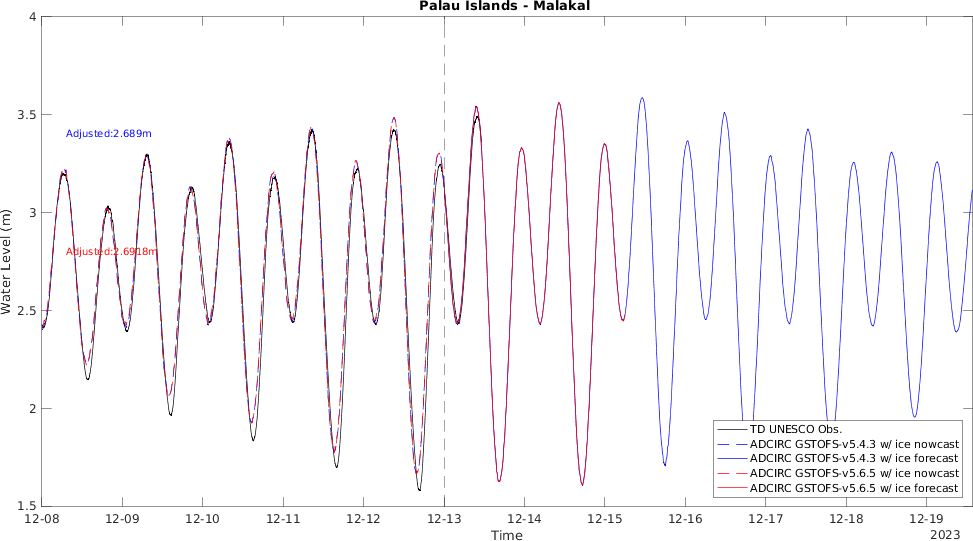 Palau Islands - Malakal
4
3.5
3
2.5
2
1.5
Water Level (m)
Adjusted:2.689m
Adjusted:2.6918m
TD UNESCO Obs.
ADCIRC GSTOFS-v5.4.3 w/ ice nowcast
ADCIRC GSTOFS-v5.4.3 w/ ice forecast
ADCIRC GSTOFS-v5.6.5 w/ ice nowcast
ADCIRC GSTOFS-v5.6.5 w/ ice forecast
12-08 12-09 12-10 12-11 12-12 12-13 12-14 12-15 12-16 12-17 12-18 12-19
2023
Time